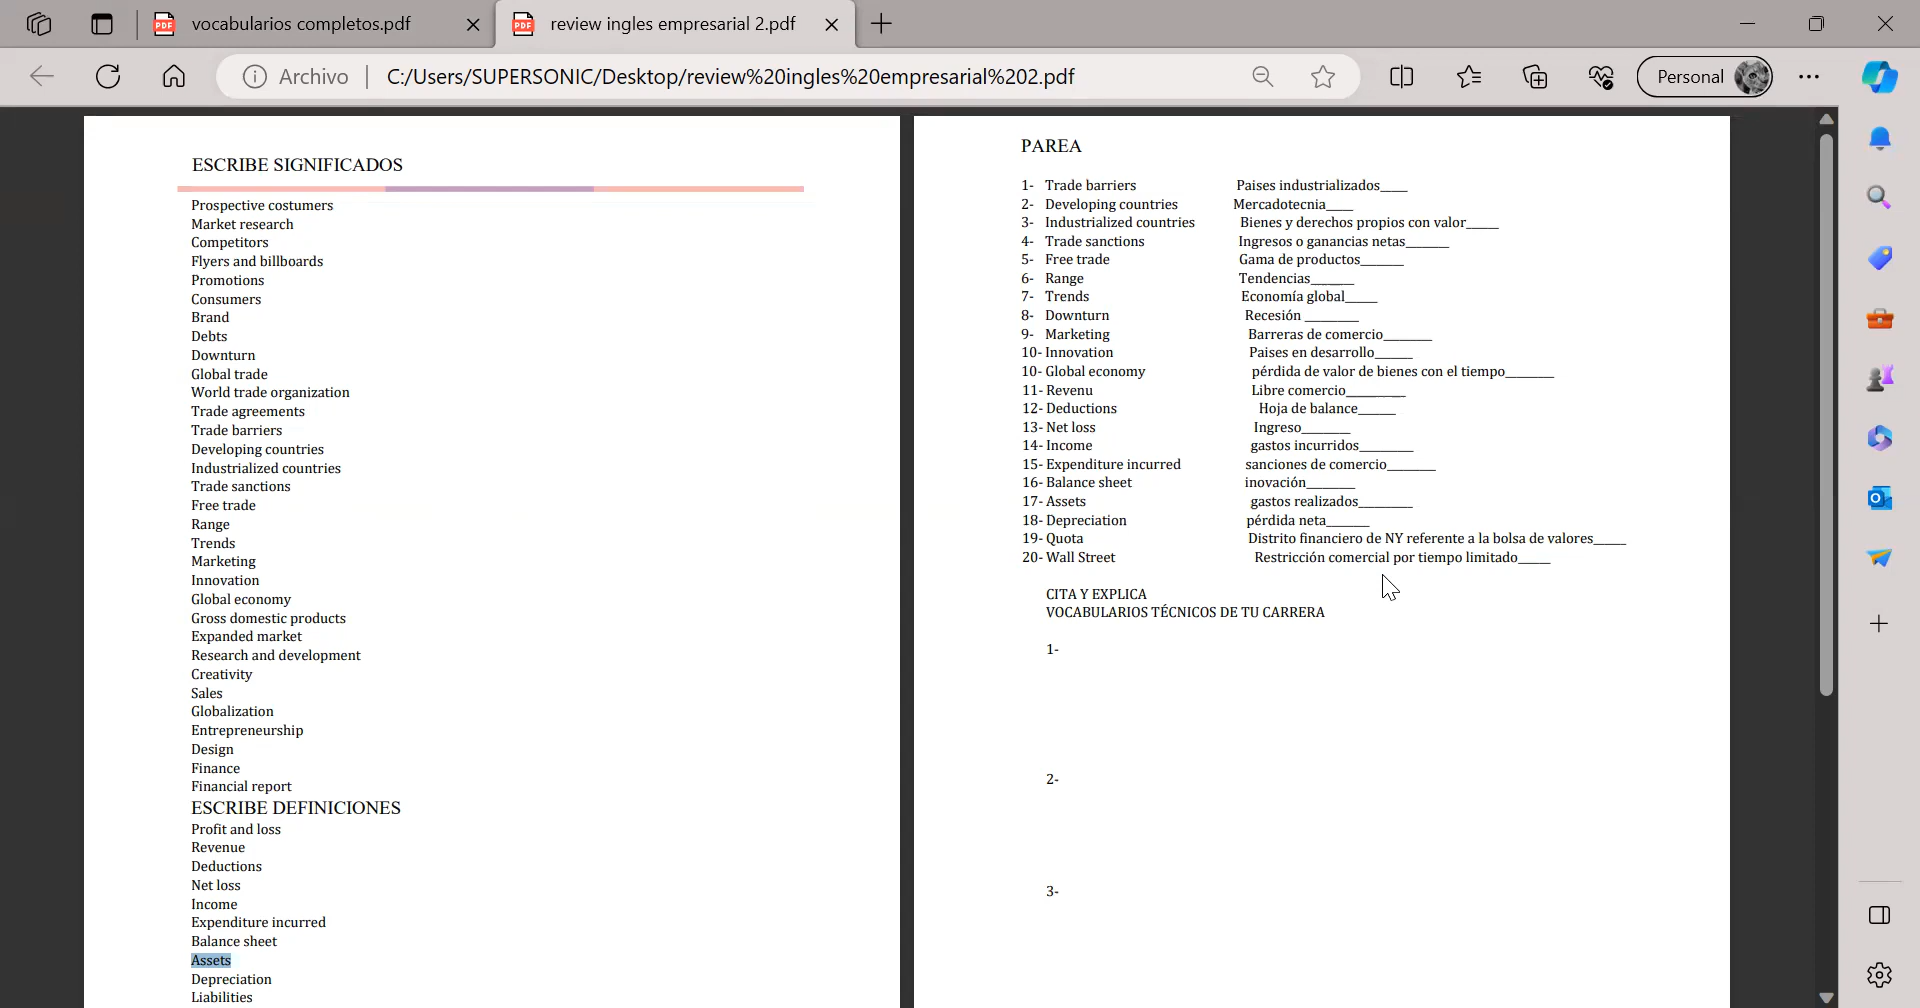 vocabularios completos.pdf
review ingles empresarial 2.pdf
Archivo
C:/Users/SUPERSONIC/Desktop/review%20ingles%20empresarial%202.pdf
Personal
ESCRIBE SIGNIFICADOS
Prospective costumers
Market research
Competitors
Flyers and billboards
Promotions
Consumers
Brand
Debts
Downturn
Global trade
World trade organization
Trade agreements
Trade barriers
Developing countries
Industrialized countries
Trade sanctions
Free trade
Range
Trends
Marketing
Innovation
Global economy
Gross domestic products
Expanded market
Research and development
Creativity
Sales
Globalization
Entrepreneurship
Design
Finance
Financial report
ESCRIBE DEFINICIONES
Profit and loss
Revenue
Deductions
Net loss
Income
Expenditure incurred
Balance sheet
Assets
Depreciation
Liabilities
PAREA
1- Trade barriers Paises industrializados_____
2- Developing countries Mercadotecnia____
3- Industrialized countries Bienes y derechos propios con valor_____
4- Trade sanctions Ingresos o ganancias netas______
5- Free trade Gama de productos______
6- Range Tendencias______
7- Trends Economía global_____
8- Downturn Recesión _______
9- Marketing Barreras de comercio_______
10- Innovation Paises en desarrollo_____
10- Global economy pérdida de valor de bienes con el tiempo_______
11- Revenu Libre comercio________
12- Deductions Hoja de balance_____
13- Net loss Ingreso_______
14- Income gastos incurridos_______
15- Expenditure incurred sanciones de comercio_______
16- Balance sheet inovación_______
17- Assets gastos realizados_______
18- Depreciation pérdida neta______
19- Quota Distrito financiero de NY referente a la bolsa de valores_____
20- Wall Street Restricción comercial por tiempo limitado_____
CITA Y EXPLICA
VOCABULARIOS TÉCNICOS DE TU CARRERA
1-
2-
3-